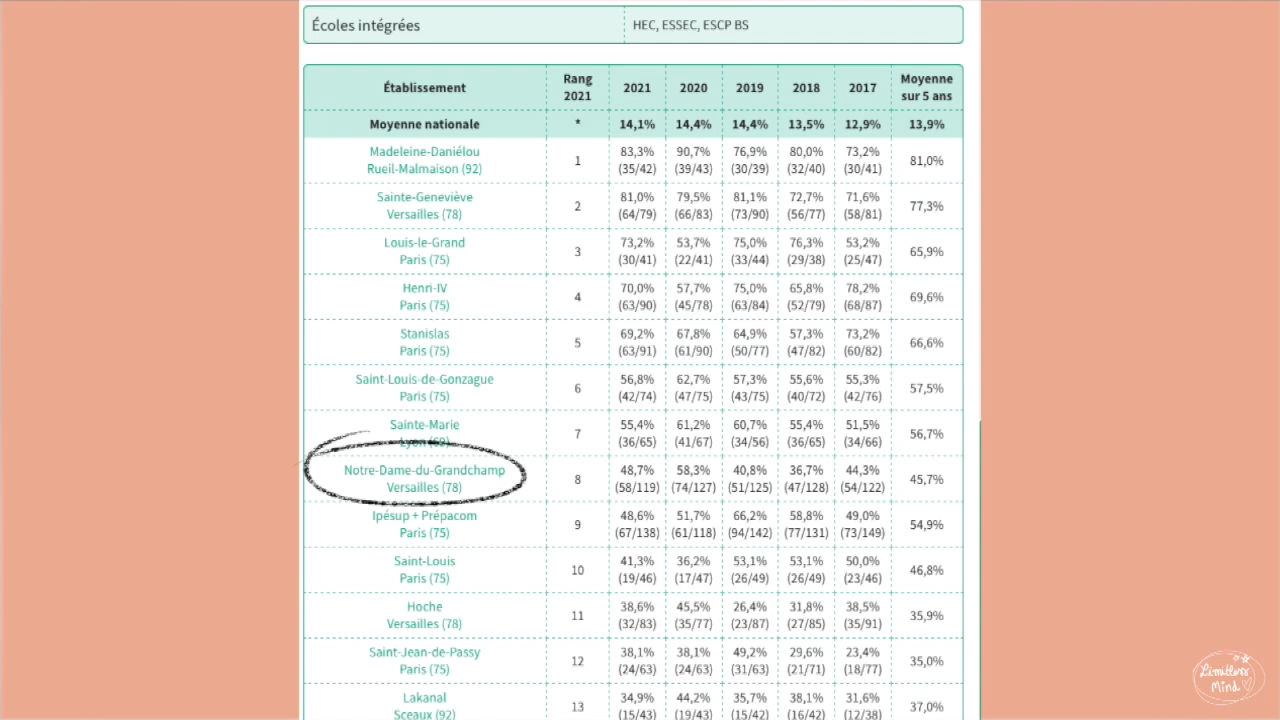 Écoles intégrées HEC, ESSEC, ESCP BS
Établissement Rang 2021 2021 2020 2019 2018 2017 Moyenne sur 5 ans
Moyenne nationale * 14,1% 14,4% 14,4% 13,5% 12,9% 13,9%
Madeleine-Daniélou 83,3% 90,7% 76,9% 80,0% 73,2%
Rueil-Malmaison (92) 1 (35/42) (39/43) (30/39) (32/40) (30/41) 81,0%
Sainte-Geneviève 81,0% 79,5% 81,1% 72,7% 71,6%
Versailles (78) 2 (64/79) (66/83) (73/90) (56/77) (58/81) 77,3%
Louis-le-Grand 73,2% 53,7% 75,0% 76,3% 53,2%
Paris (75) 3 (30/41) (22/41) (33/44) (29/38) (25/47) 65,9%
Henri-IV 70,0% 57,7% 75,0% 65,8% 78,2%
Paris (75) 4 (63/90) (45/78) (63/84) (52/79) (68/87) 69,6%
Stanislas 69,2% 67,8% 64,9% 57,3% 73,2%
Paris (75) 5 (63/91) (61/90) (50/77) (47/82) (60/82) 66,6%
Saint-Louis-de-Gonzague 56,8% 62,7% 57,3% 55,6% 55,3%
Paris (75) 6 (42/74) (47/75) (43/75) (40/72) (42/76) 57,5%
Sainte-Marie 55,4% 61,2% 60,7% 55,4% 51,5%
Lyon (69) 7 (36/65) (41/67) (34/56) (36/65) (34/66) 56,7%
Notre-Dame-du-Grandchamp 48,7% 58,3% 40,8% 36,7% 44,3%
Versailles (78) 8 (58/119) (74/127) (51/125) (47/128) (54/122) 45,7%
Ipésup + Prépacom 48,6% 51,7% 66,2% 58,8% 49,0%
Paris (75) 9 (67/138) (61/118) (94/142) (77/131) (73/149) 54,9%
Saint-Louis 41,3% 36,2% 53,1% 53,1% 50,0%
Paris (75) 10 (19/46) (17/47) (26/49) (26/49) (23/46) 46,8%
Hoche 38,6% 45,5% 26,4% 31,8% 38,5%
Versailles (78) 11 (32/83) (35/77) (23/87) (27/85) (35/91) 35,9%
Saint-Jean-de-Passy 38,1% 38,1% 49,2% 29,6% 23,4%
Paris (75) 12 (24/63) (24/63) (31/63) (21/71) (18/77) 35,0%
Lakanal 34,9% 44,2% 35,7% 38,1% 31,6%
Sceaux (92) 13 (15/43) (19/43) (15/42) (16/42) (12/38) 37,0%
Limitless
Mind